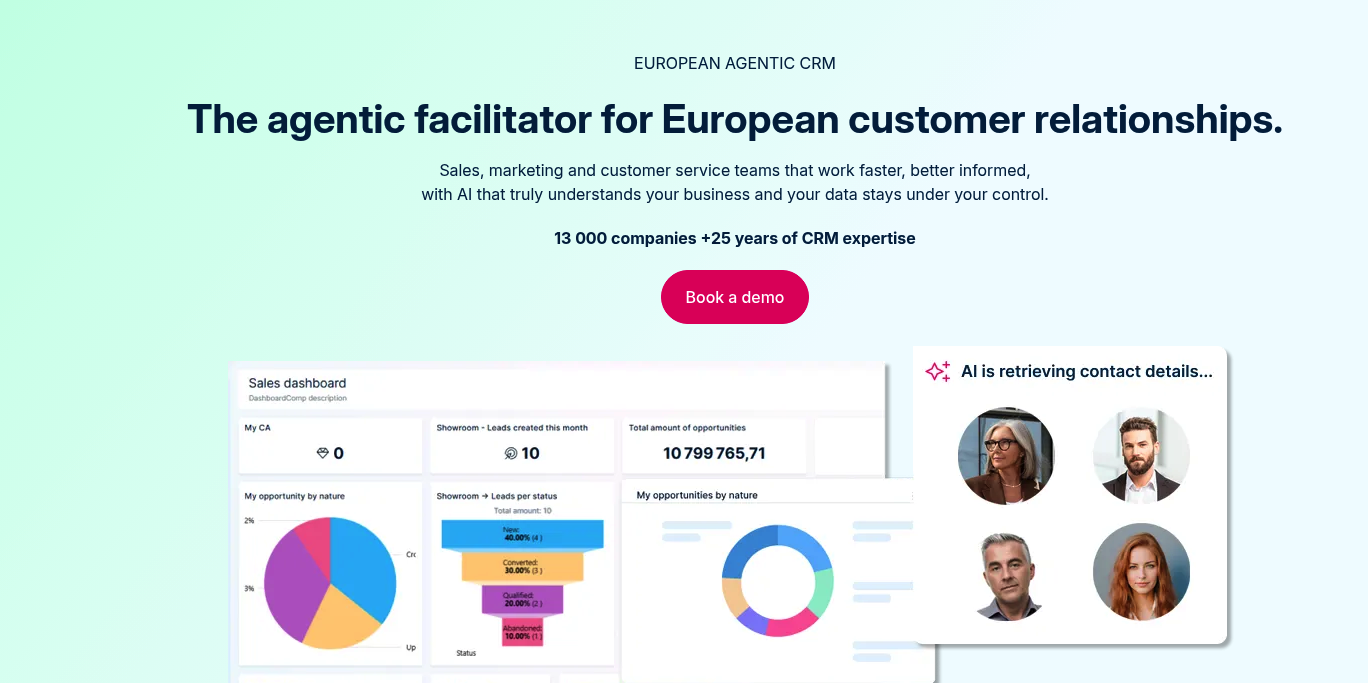 EUROPEAN AGENTIC CRM
The agentic facilitator for European customer relationships.
Sales, marketing and customer service teams that work faster, better informed,
with AI that truly understands your business and your data stays under your control.
13 000 companies +25 years of CRM expertise
Book a demo
Sales dashboard
DashboardComp description
My CA
0
Showroom - Leads created this month
10
Total amount of opportunities
10 799 765,71
My opportunity by nature
2%
3%
Cro
Up
Showroom → Leads per status
Total amount: 10
New:
40.00% (4 )
Converted:
30.00% (3 )
Qualified:
20.00% (2 )
Abandoned:
10.00% (1 )
Status
My opportunities by nature
AI is retrieving contact details...